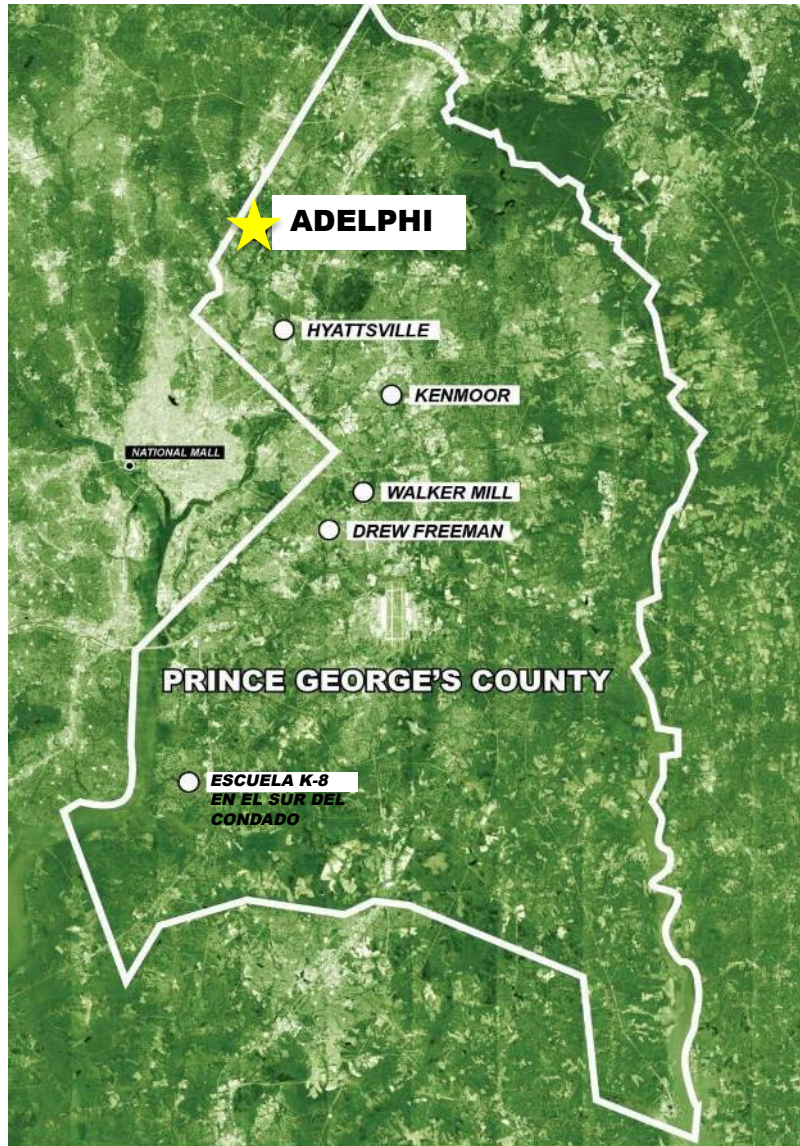 ADELPHI
HYATTSVILLE
KENMOOR
NATIONAL MALL
WALKER MILL
DREW FREEMAN
PRINCE GEORGE'S COUNTY
ESCUELA K-8
EN EL SUR DEL
CONDADO